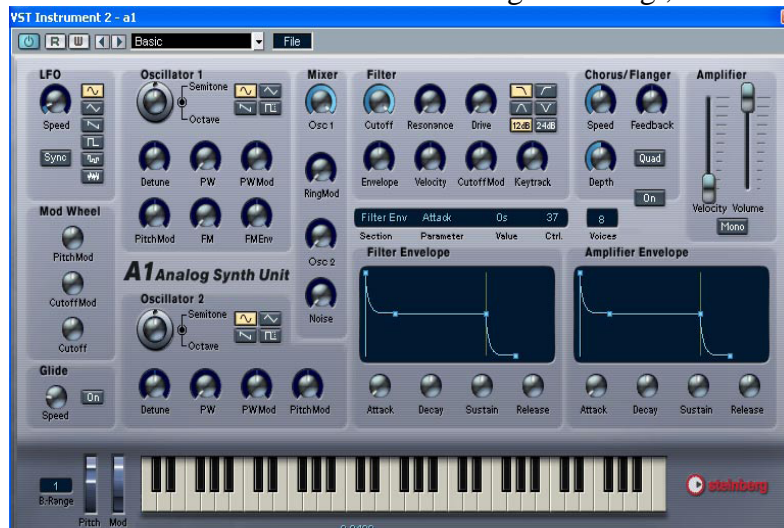 VST Instrument 2 - a1
R W Basic File
LFO
Speed
Sync
Oscillator 1
Semitone
Octave
Detune PW PWMod
PitchMod FM FMEnv
Mixer
Osc 1
RingMod
Osc 2
Noise
Filter
Cutoff Resonance Drive 12dB 24dB
Envelope Velocity CutoffMod Keytrack
Chorus/Flanger
Speed Feedback
Depth Quad
On
Amplifier
Velocity Volume
Mono
Mod Wheel
PitchMod
CutoffMod
Cutoff
Filter Env Attack 0s 37
Section Parameter Value Ctrl.
8
Voices
A1 Analog Synth Unit
Oscillator 2
Semitone
Octave
Detune PW PWMod PitchMod
Filter Envelope
Attack Decay Sustain Release
Amplifier Envelope
Attack Decay Sustain Release
Glide
Speed On
1
B.Range
Pitch Mod
steinberg